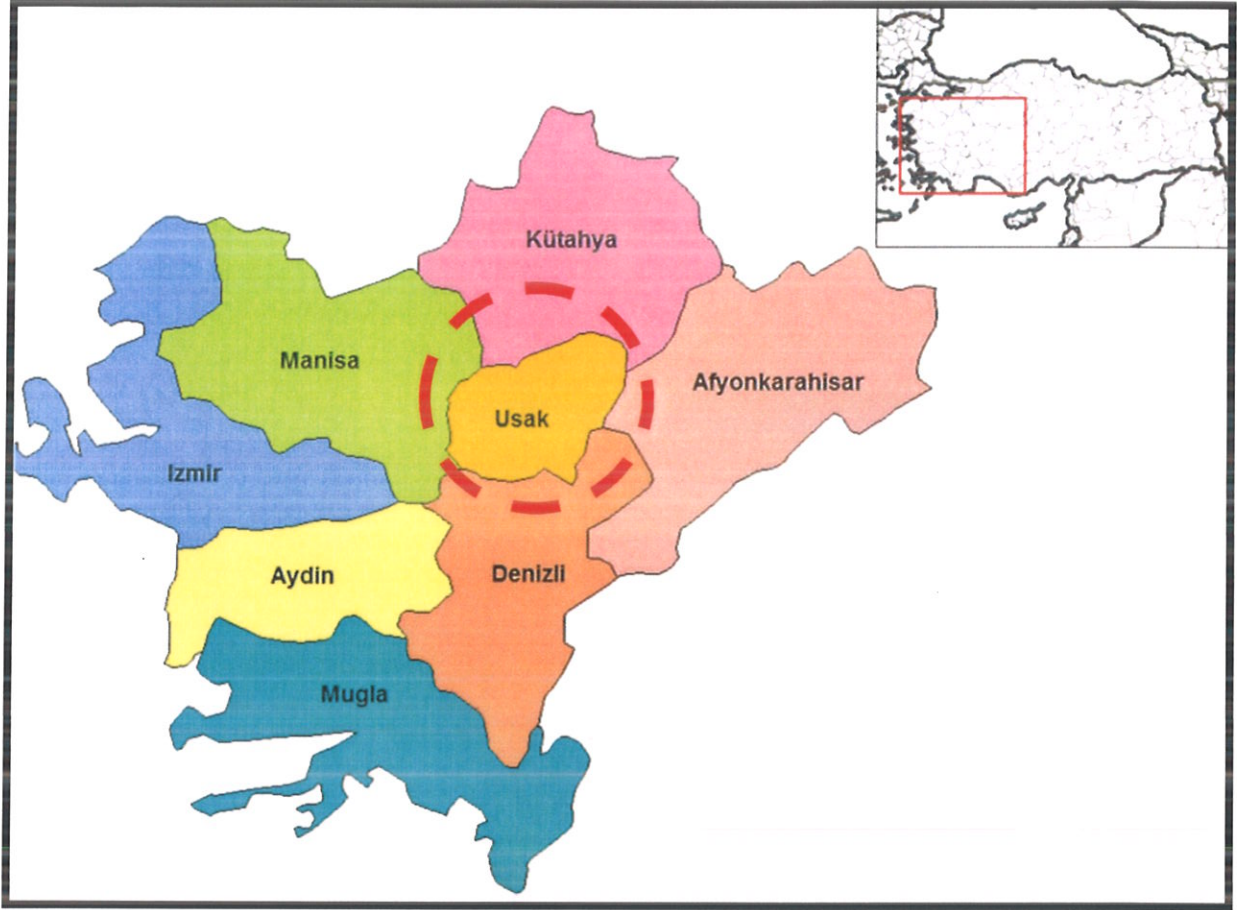 Kütahya
Manisa
Afyonkarahisar
Usak
Izmir
Aydin
Denizli
Mugla